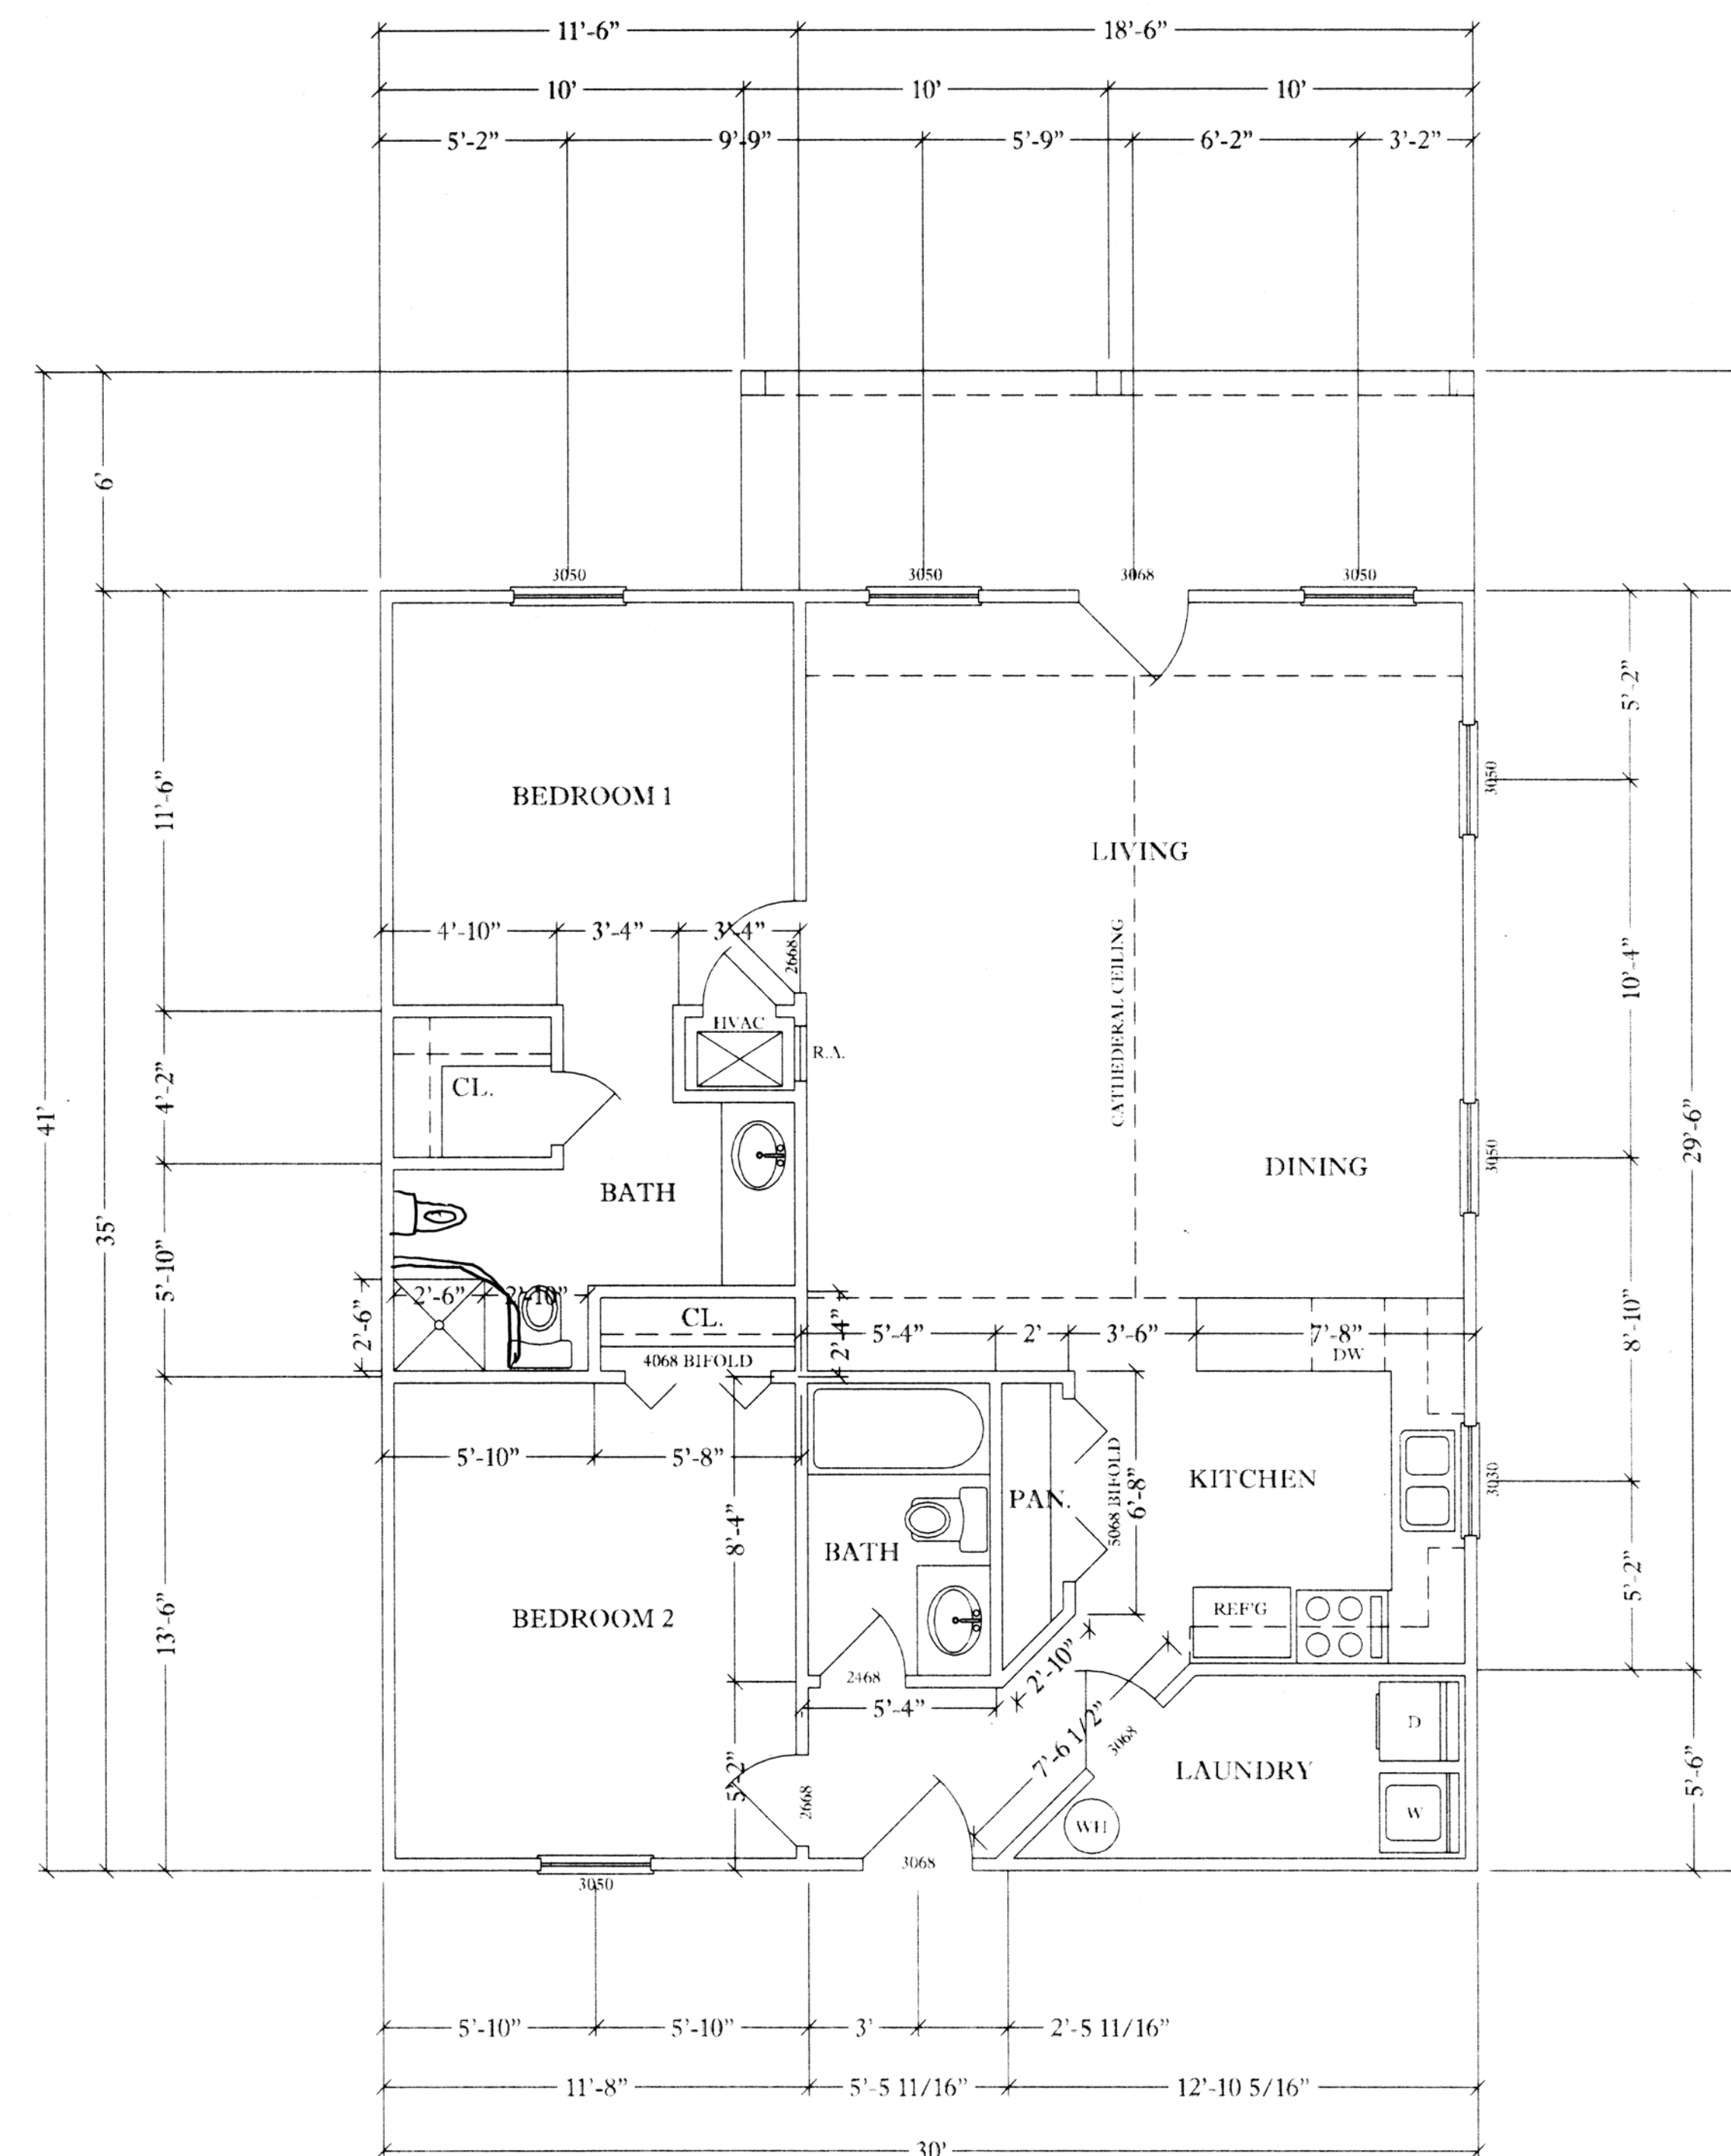 11'-6" 18'-6"
10' 10' 10'
5'-2" 9'-9" 5'-9" 6'-2" 3'-2"
6'
3050 3050 3068 3050
5'-2"
3050
11'-6"
BEDROOM 1
LIVING
4'-10" 3'-4" 3'-4"
2668
CATHEDERAL CEILING
10'-4"
HVAC
R.A.
CL.
4'-2"
41'
29'-6"
3050
DINING
BATH
35'
5'-10"
2'-6" 2'-6" 2'-10"
CL.
2'-4"
5'-4" 2' 3'-6" 7'-8"
DW
8'-10"
4068 BIFOLD
5'-10" 5'-8"
8'-4"
PAN.
5068 BIFOLD
6'-8"
KITCHEN
3030
BATH
5'-2"
13'-6"
BEDROOM 2
REF'G
2'-10"
2468
5'-4"
7'-6 1/2"
3068
D
LAUNDRY
5'-6"
5'-2"
2668
W
WH
3068
3050
5'-10" 5'-10" 3' 2'-5 11/16"
11'-8" 5'-5 11/16" 12'-10 5/16"
30'